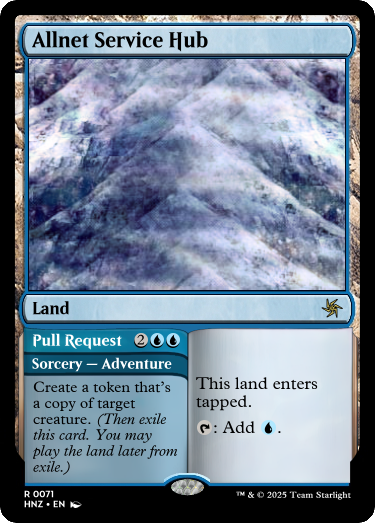 Allnet Service Hub
Land
Pull Request 2
Sorcery — Adventure
Create a token that's
a copy of target
creature. (Then exile
this card. You may
play the land later from
exile.)
This land enters
tapped.
: Add .
R 0071
HNZ • EN
™ & © 2025 Team Starlight